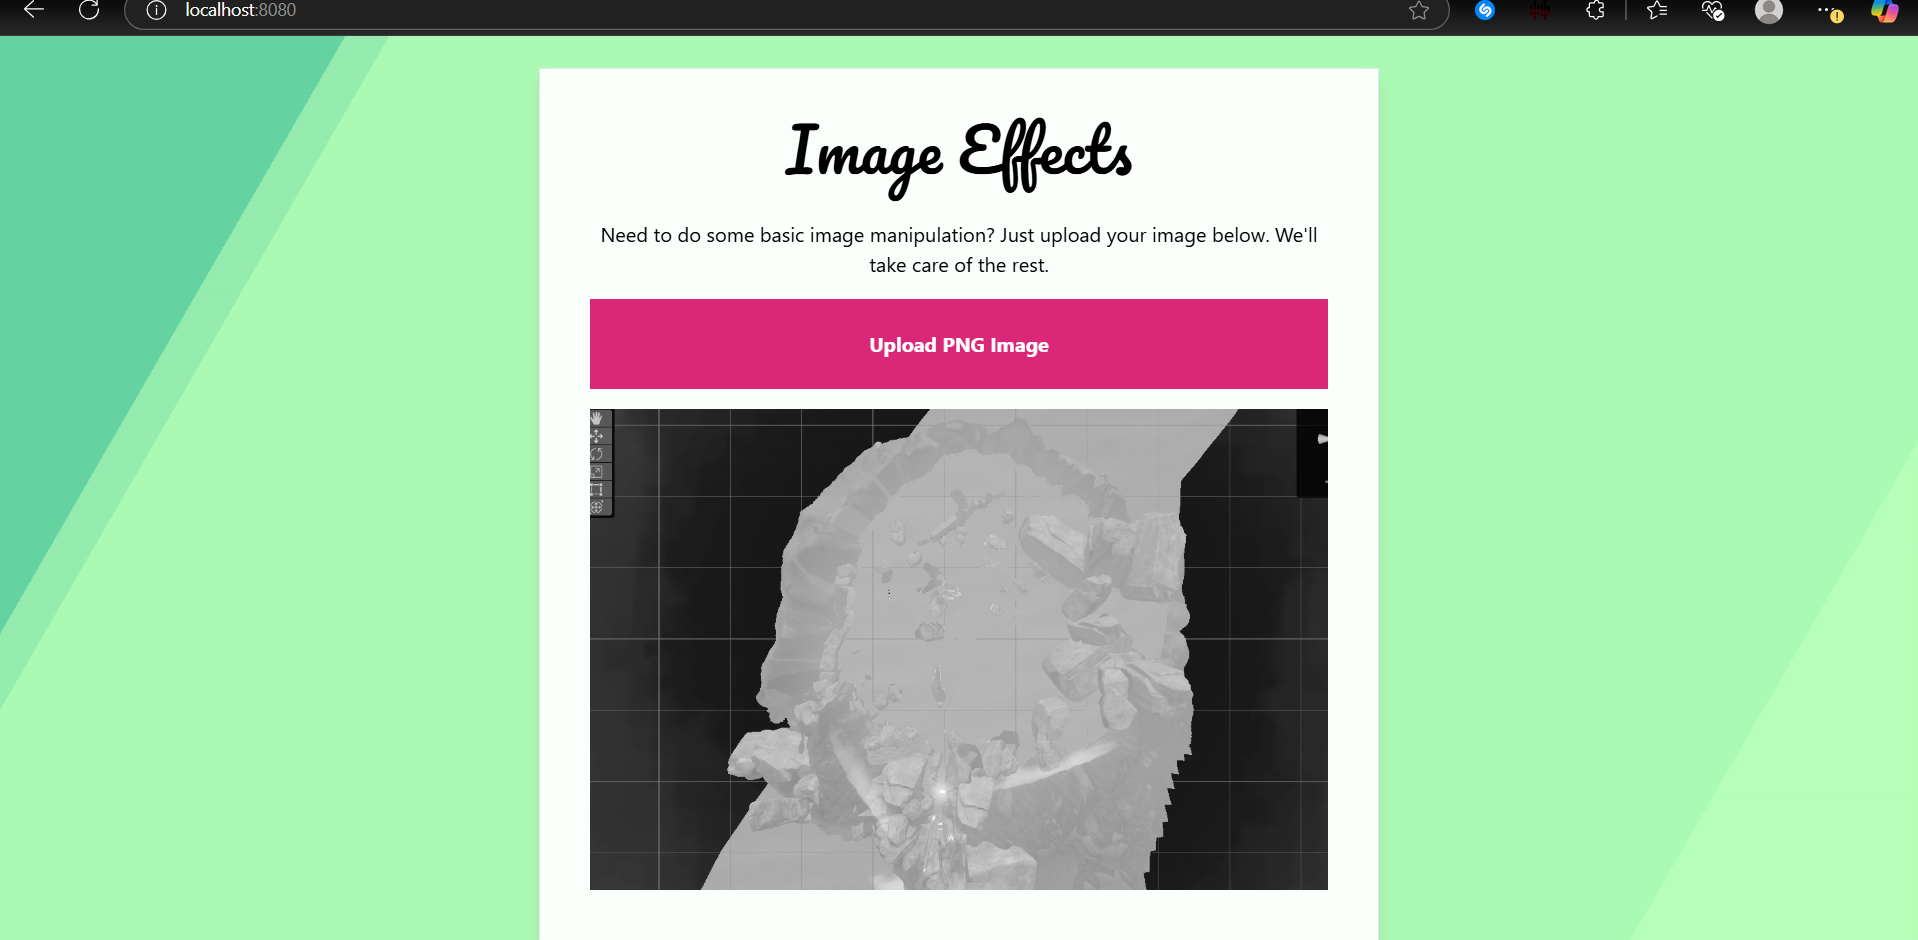 localhost:8080
Image Effects
Need to do some basic image manipulation? Just upload your image below. We'll
take care of the rest.
Upload PNG Image